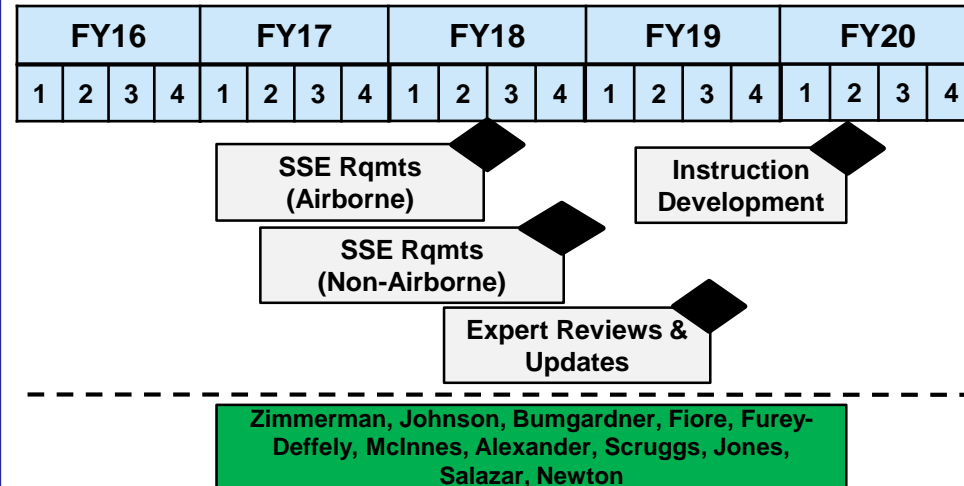 FY16 FY17 FY18 FY19 FY20
1 2 3 4 1 2 3 4 1 2 3 4 1 2 3 4 1 2 3 4
SSE Rqmts
(Airborne)
Instruction
Development
SSE Rqmts
(Non-Airborne)
Expert Reviews &
Updates
Zimmerman, Johnson, Bumgardner, Fiore, Furey-
Deffely, McInnes, Alexander, Scruggs, Jones,
Salazar, Newton